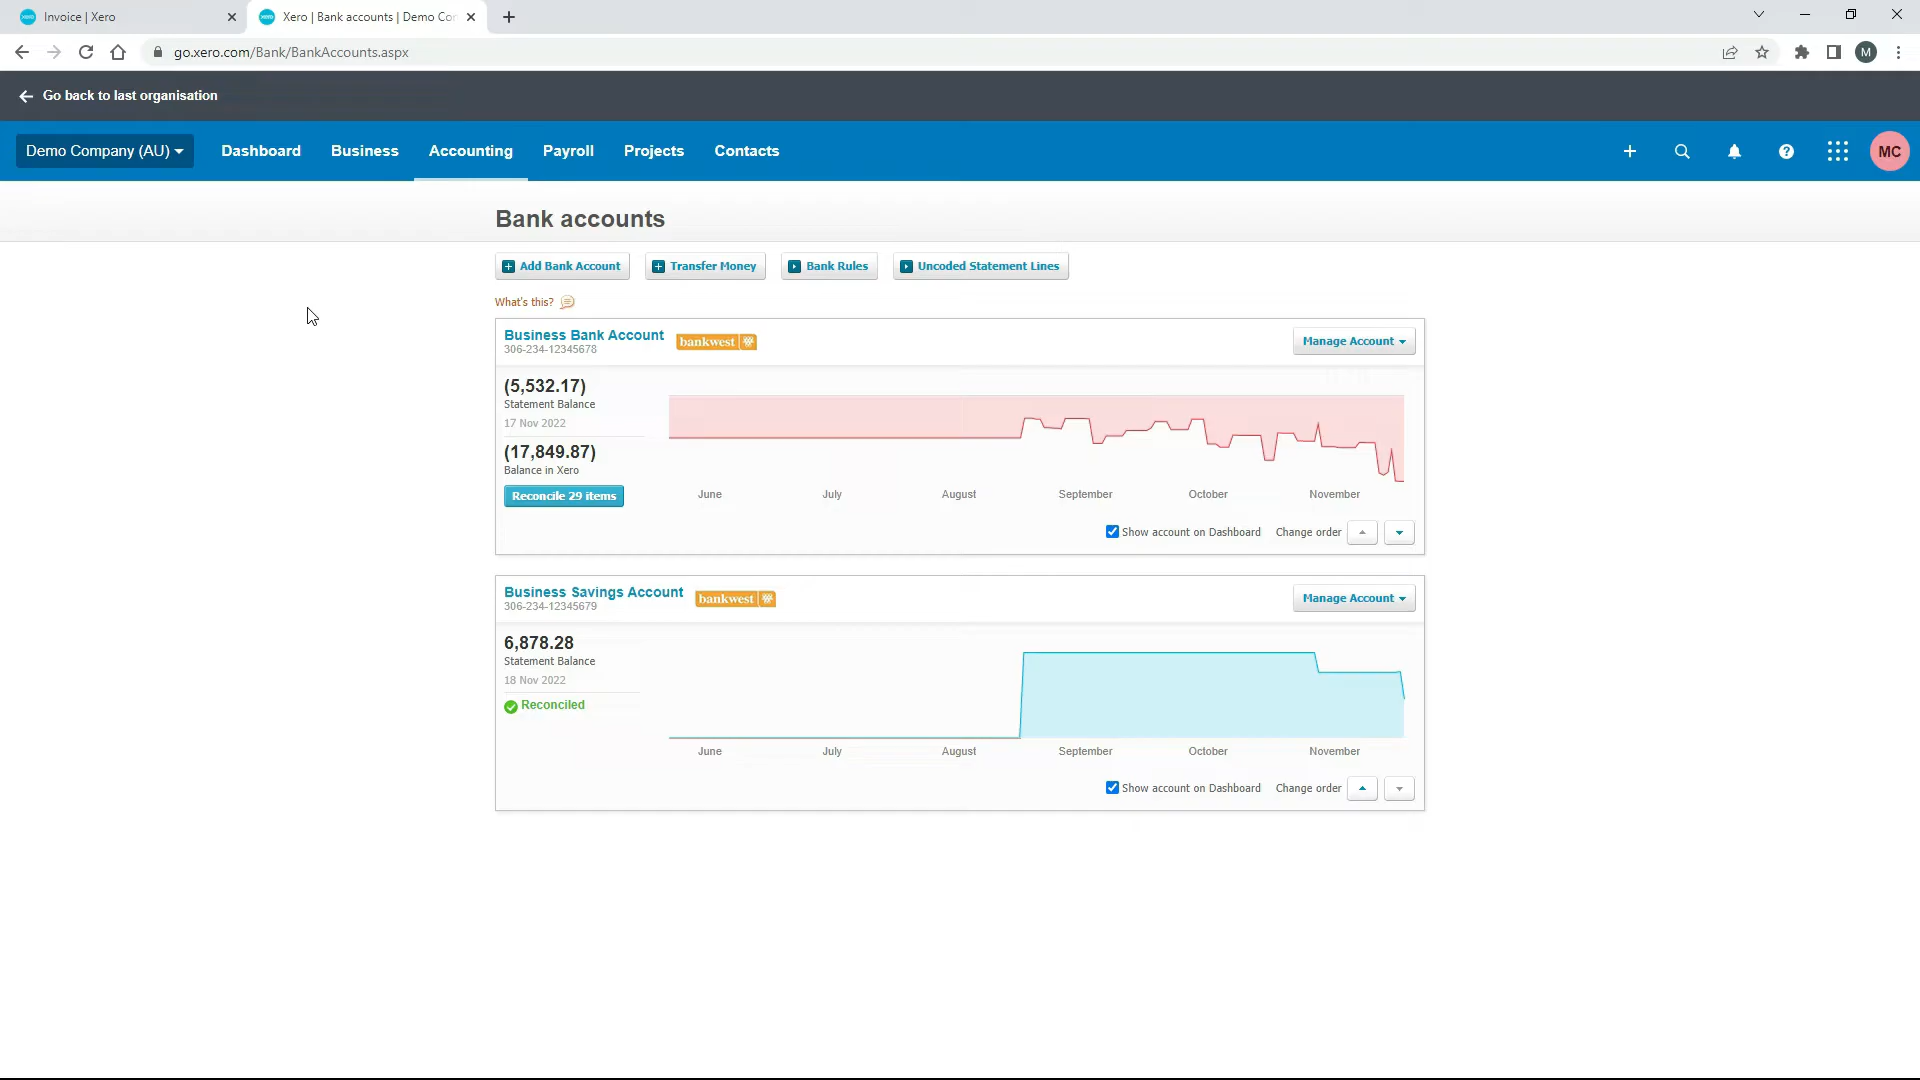 Invoice | Xero
Xero | Bank accounts | Demo Co
go.xero.com/Bank/BankAccounts.aspx
M
Go back to last organisation
Demo Company (AU) Dashboard Business Accounting Payroll Projects Contacts
MC
Bank accounts
Add Bank Account Transfer Money Bank Rules Uncoded Statement Lines
What's this?
Business Bank Account bankwest
306-234-12345678
Manage Account
(5,532.17)
Statement Balance
17 Nov 2022
(17,849.87)
Balance in Xero
Reconcile 29 items
June July August September October November
Show account on Dashboard Change order
Business Savings Account bankwest
306-234-12345679
Manage Account
6,878.28
Statement Balance
18 Nov 2022
Reconciled
June July August September October November
Show account on Dashboard Change order